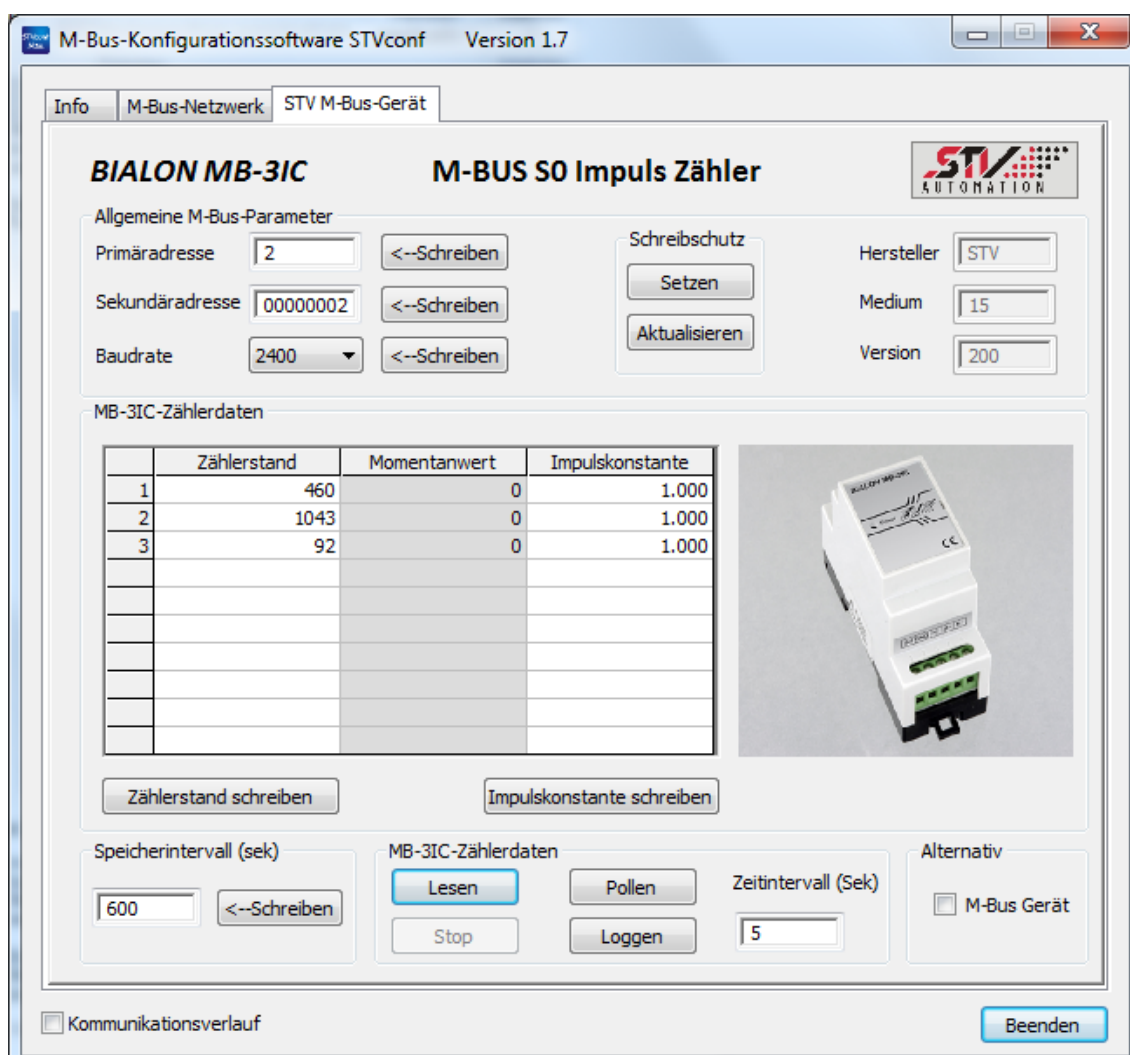 M-Bus-Konfigurationssoftware STVconf Version 1.7
Info M-Bus-Netzwerk STV M-Bus-Gerät
BIALON MB-3IC M-BUS S0 Impuls Zähler
STV
AUTOMATION
Allgemeine M-Bus-Parameter
Primäradresse 2 <--Schreiben
Sekundäradresse 00000002 <--Schreiben
Baudrate 2400 <--Schreiben
Schreibschutz
Setzen
Aktualisieren
Hersteller STV
Medium 15
Version 200
MB-3IC-Zählerdaten
Zählerstand Momentanwert Impulskonstante
1 460 0 1.000
2 1043 0 1.000
3 92 0 1.000
BIALON MB-3IC
CE
Zählerstand schreiben Impulskonstante schreiben
Speicherintervall (sek)
600 <--Schreiben
MB-3IC-Zählerdaten
Lesen Pollen
Stop Loggen
Zeitintervall (Sek)
5
Alternativ
M-Bus Gerät
Kommunikationsverlauf Beenden